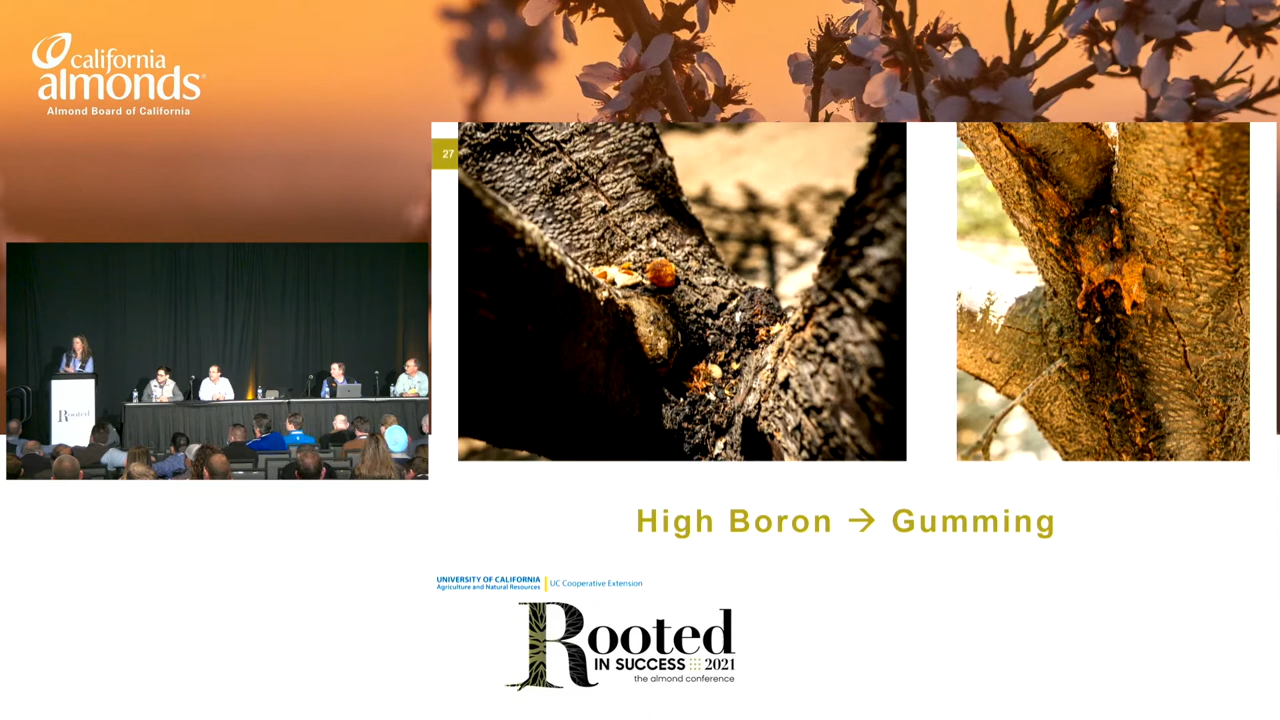 california
almonds®
Almond Board of California
27
Rooted
High Boron → Gumming
UNIVERSITY OF CALIFORNIA
Agriculture and Natural Resources
UC Cooperative Extension
Rooted
IN SUCCESS 2021
the almond conference